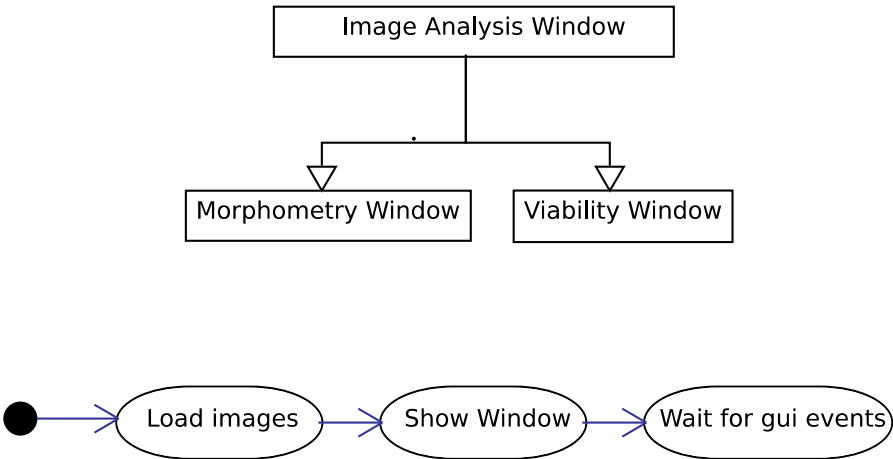 Image Analysis Window
Morphometry Window
Viability Window
Load images
Show Window
Wait for gui events